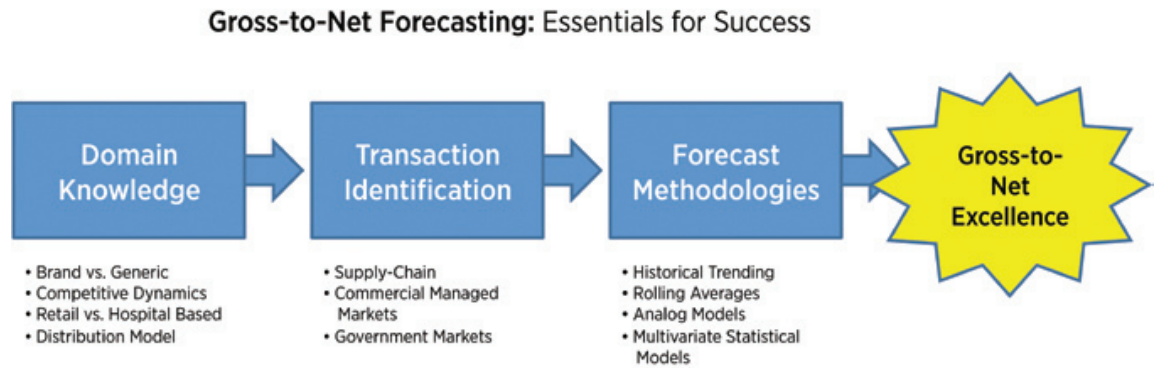 Gross-to-Net Forecasting: Essentials for Success
Domain
Knowledge
• Brand vs. Generic
• Competitive Dynamics
• Retail vs. Hospital Based
• Distribution Model
Transaction
Identification
• Supply-Chain
• Commercial Managed
Markets
• Government Markets
Forecast
Methodologies
• Historical Trending
• Rolling Averages
• Analog Models
• Multivariate Statistical
Models
Gross-to-
Net
Excellence